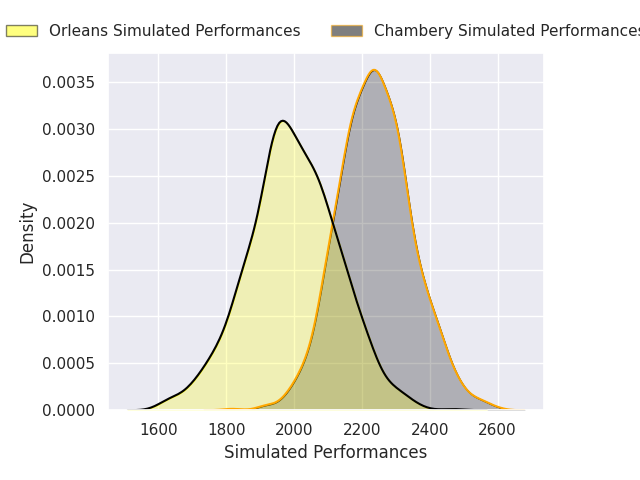 Orleans Simulated Performances Chambery Simulated Performances
0.0035
0.0030
0.0025
0.0020
0.0015
0.0010
0.0005
0.0000
Density
1600 1800 2000 2200 2400 2600
Simulated Performances